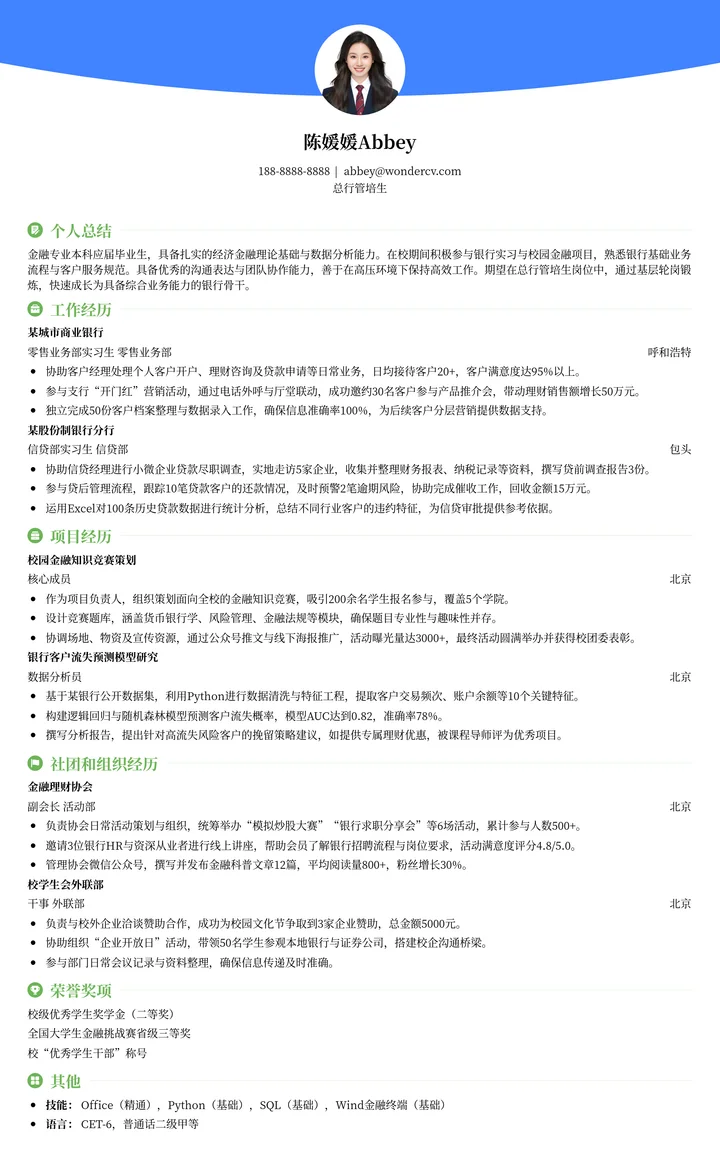 陈媛媛Abbey
188-8888-8888 | abbey@wondercv.com
总行管培生
个人总结
金融专业本科应届毕业生，具备扎实的经济金融理论基础与数据分析能力。在校期间积极参与银行实习与校园金融项目，熟悉银行基础业务
流程与客户服务规范。具备优秀的沟通表达与团队协作能力，善于在高压环境下保持高效工作。期望在总行管培生岗位中，通过基层轮岗锻
炼，快速成长为具备综合业务能力的银行骨干。
工作经历
某城市商业银行
零售业务部实习生 零售业务部 呼和浩特
• 协助客户经理处理个人客户开户、理财咨询及贷款申请等日常业务，日均接待客户20+，客户满意度达95%以上。
• 参与支行“开门红”营销活动，通过电话外呼与厅堂联动，成功邀约30名客户参与产品推介会，带动理财销售额增长50万元。
• 独立完成50份客户档案整理与数据录入工作，确保信息准确率100%，为后续客户分层营销提供数据支持。
某股份制银行分行
信贷部实习生 信贷部 包头
• 协助信贷经理进行小微企业贷款尽职调查，实地走访5家企业，收集并整理财务报表、纳税记录等资料，撰写贷前调查报告3份。
• 参与贷后管理流程，跟踪10笔贷款客户的还款情况，及时预警2笔逾期风险，协助完成催收工作，回收金额15万元。
• 运用Excel对100条历史贷款数据进行统计分析，总结不同行业客户的违约特征，为信贷审批提供参考依据。
项目经历
校园金融知识竞赛策划
核心成员 北京
• 作为项目负责人，组织策划面向全校的金融知识竞赛，吸引200余名学生报名参与，覆盖5个学院。
• 设计竞赛题库，涵盖货币银行学、风险管理、金融法规等模块，确保题目专业性与趣味性并存。
• 协调场地、物资及宣传资源，通过公众号推文与线下海报推广，活动曝光量达3000+，最终活动圆满举办并获得校团委表彰。
银行客户流失预测模型研究
数据分析员 北京
• 基于某银行公开数据集，利用Python进行数据清洗与特征工程，提取客户交易频次、账户余额等10个关键特征。
• 构建逻辑回归与随机森林模型预测客户流失概率，模型AUC达到0.82，准确率78%。
• 撰写分析报告，提出针对高流失风险客户的挽留策略建议，如提供专属理财优惠，被课程导师评为优秀项目。
社团和组织经历
金融理财协会
副会长 活动部 北京
• 负责协会日常活动策划与组织，统筹举办“模拟炒股大赛”“银行求职分享会”等6场活动，累计参与人数500+。
• 邀请3位银行HR与资深从业者进行线上讲座，帮助会员了解银行招聘流程与岗位要求，活动满意度评分4.8/5.0。
• 管理协会微信公众号，撰写并发布金融科普文章12篇，平均阅读量800+，粉丝增长30%。
校学生会外联部
干事 外联部 北京
• 负责与校外企业洽谈赞助合作，成功为校园文化节争取到3家企业赞助，总金额5000元。
• 协助组织“企业开放日”活动，带领50名学生参观本地银行与证券公司，搭建校企沟通桥梁。
• 参与部门日常会议记录与资料整理，确保信息传递及时准确。
荣誉奖项
校级优秀学生奖学金（二等奖）
全国大学生金融挑战赛省级三等奖
校“优秀学生干部”称号
其他
• 技能： Office（精通），Python（基础），SQL（基础），Wind金融终端（基础）
• 语言： CET-6，普通话二级甲等